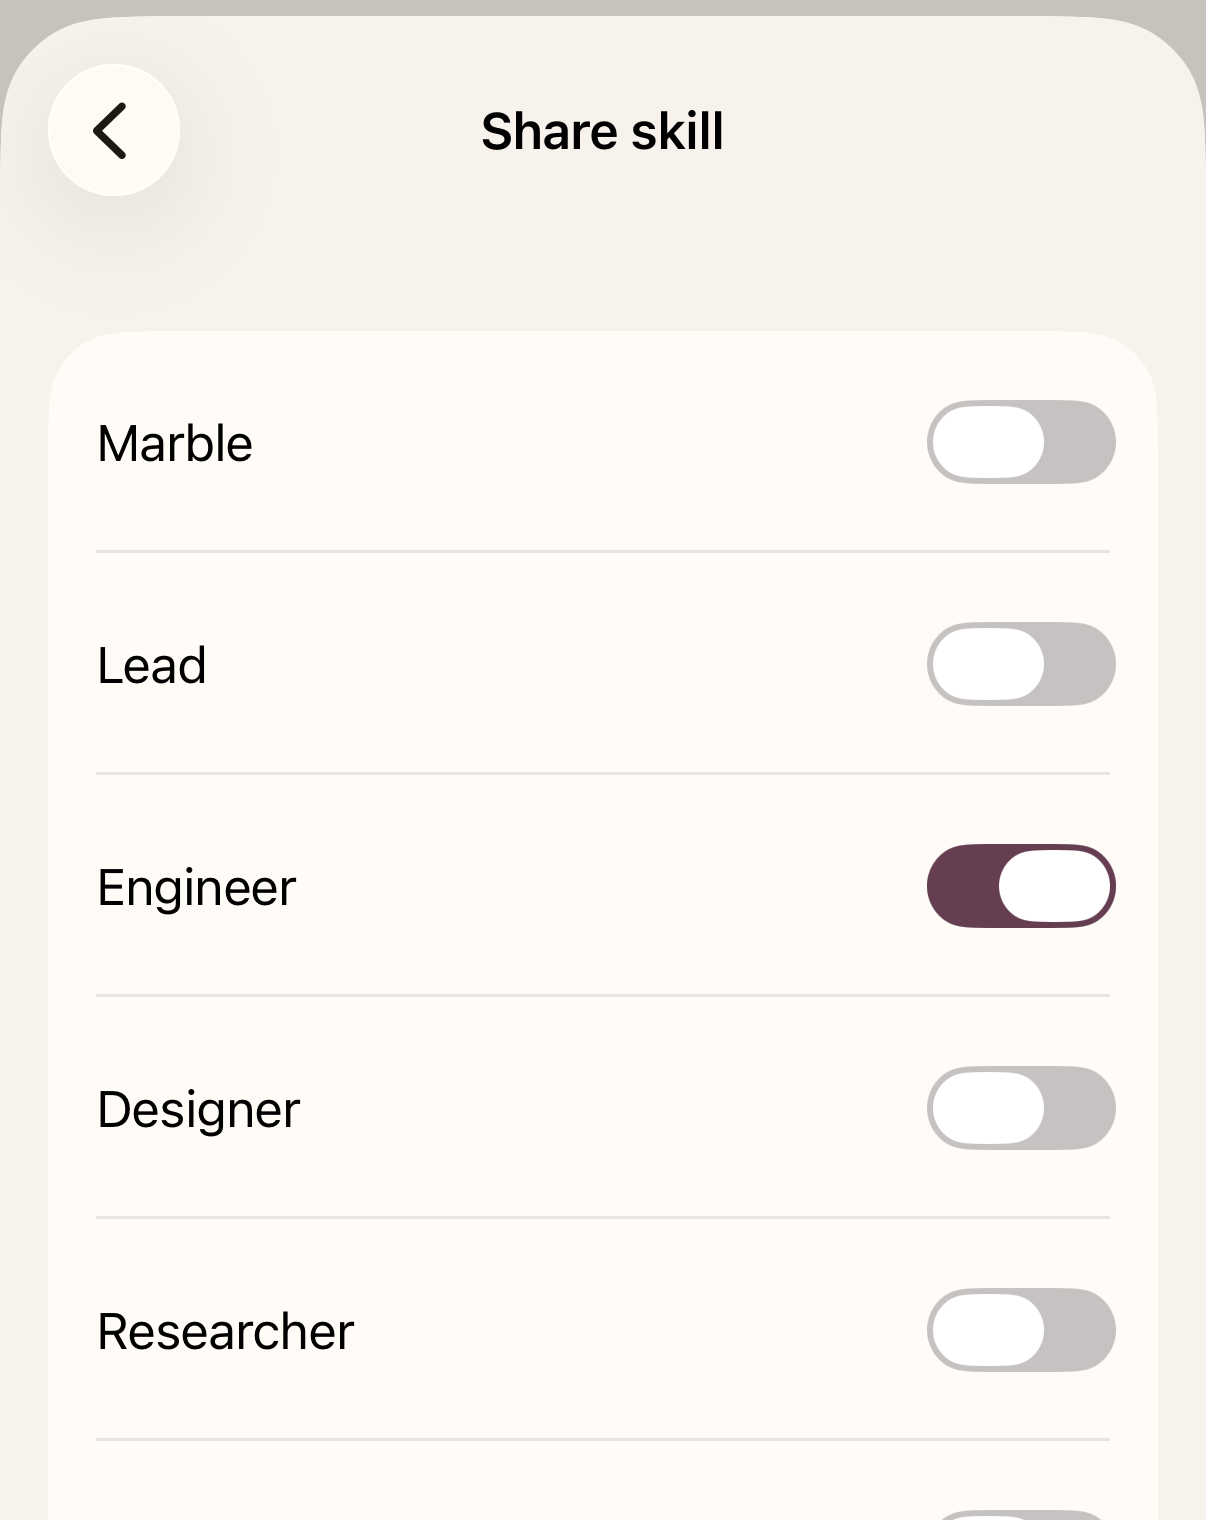 Share skill
Marble
Lead
Engineer
Designer
Researcher